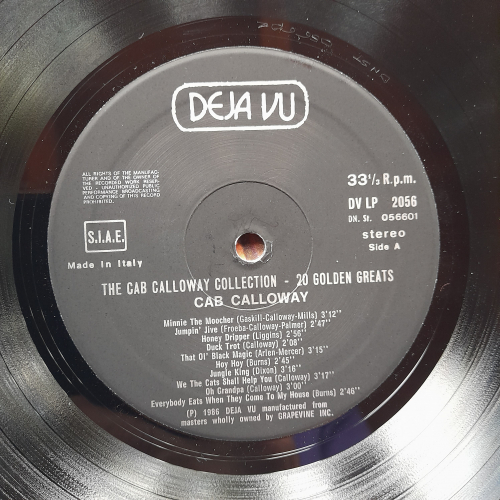 DEJA VU
ALL RIGHTS OF THE MANUFAC-
TURER AND OF THE OWNER OF
THE RECORDED WORK RESER-
VED - UNAUTHORIZED PUBLIC
PERFORMANCE BROADCASTING
AND COPYING OF THIS RECORD
PROHIBITED.
33 1/3 R.p.m.
DV LP 2056
DN. St. 056601
stereo
Side A
S.I.A.E.
Made in Italy
THE CAB CALLOWAY COLLECTION - 20 GOLDEN GREATS
CAB CALLOWAY
Minnie The Moocher (Gaskill-Calloway-Mills) 3'12"
Jumpin' Jive (Froeba-Calloway-Palmer) 2'47"
Honey Dripper (Liggins) 2'56"
Duck Trot (Calloway) 2'08"
That Ol' Black Magic (Arlen-Mercer) 3'15"
Hoy Hoy (Burns) 2'45"
Jungle King (Dixon) 3'16"
We The Cats Shall Help You (Calloway) 3'17"
Oh Grandpa (Calloway) 3'00"
Everybody Eats When They Come To My House (Burns) 2'46"
(P) 1986 DEJA VU manufactured from
masters wholly owned by GRAPEVINE INC.